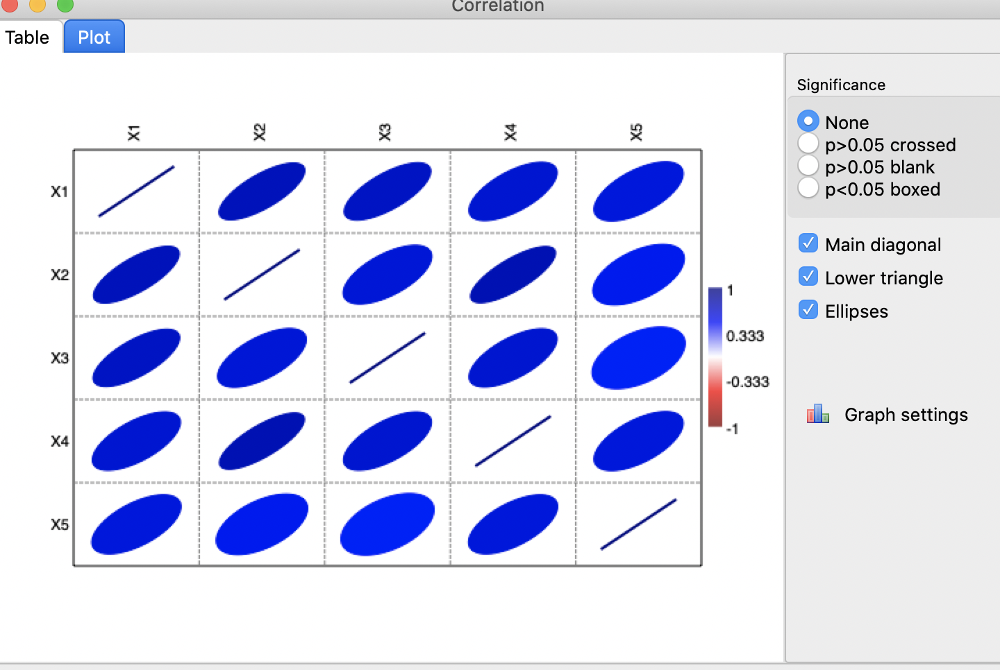 Correlation
Table
Plot
Significance
None
p>0.05 crossed
p>0.05 blank
p<0.05 boxed
Main diagonal
Lower triangle
Ellipses
Graph settings
X1 X2 X3 X4 X5
X1
X2
X3
X4
X5
1
0.333
-0.333
-1